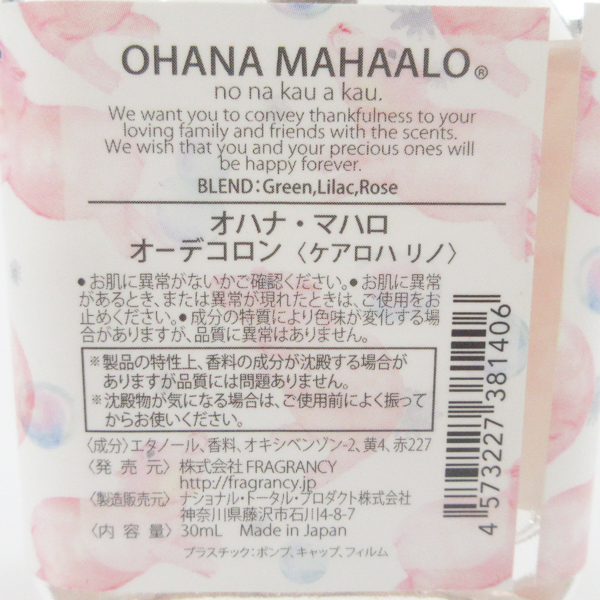 OHANA MAHAALO®
no na kau a kau.
We want you to convey thankfulness to your
loving family and friends with the scents.
We wish that you and your precious ones will
be happy forever.
BLEND:Green,Lilac,Rose
オハナ・マハロ
オーデコロン〈ケアロハ リノ〉
●お肌に異常がないかご確認ください。●お肌に異常
があるとき、または異常が現れたときは、ご使用をお
止めください。●成分の特質により色味が変化する場
合がありますが、品質に異常はありません。
※製品の特性上、香料の成分が沈殿する場合が
ありますが品質には問題ありません。
※沈殿物が気になる場合は、ご使用前によく振って
からお使いください。
〈成分〉エタノール、香料、オキシベンゾン-2、黄4、赤227
〈発売元〉株式会社FRAGRANCY
http://fragrancy.jp
〈製造販売元〉ナショナル・トータル・プロダクト株式会社
神奈川県藤沢市石川4-8-7
〈内容量〉30mL Made in Japan
プラスチック:ポンプ、キャップ、フィルム
4573227381406